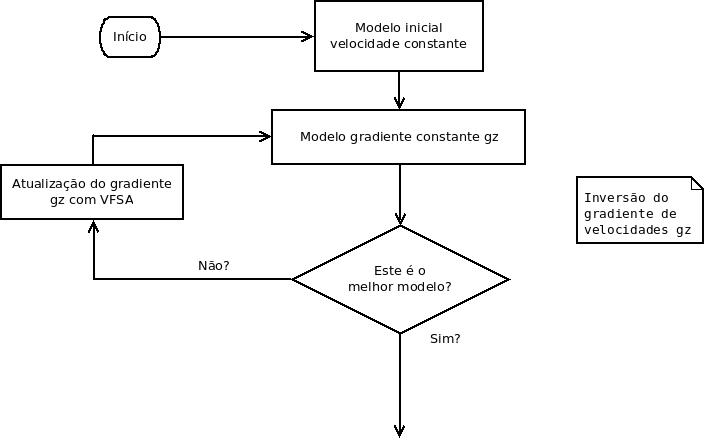 Início
Modelo inicial
velocidade constante
Modelo gradiente constante gz
Atualização do gradiente
gz com VFSA
Inversão do
gradiente de
velocidades gz
Não?
Este é o
melhor modelo?
Sim?